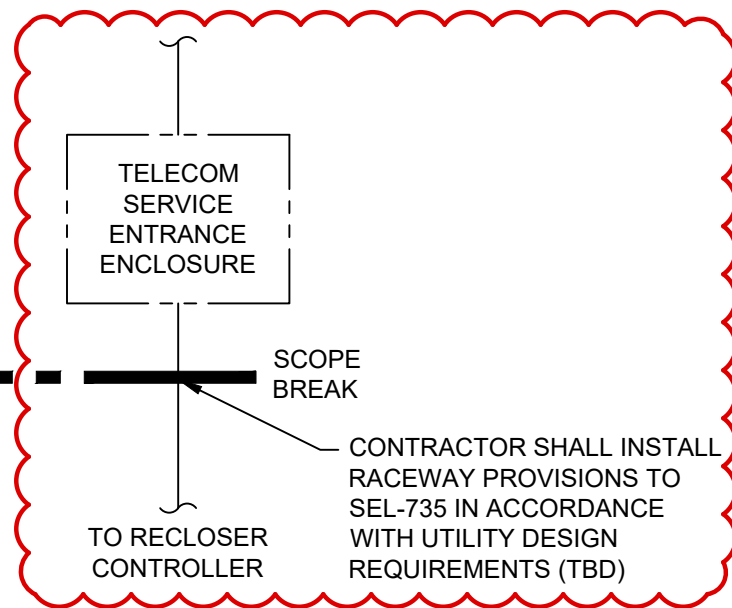 TELECOM
SERVICE
ENTRANCE
ENCLOSURE
SCOPE
BREAK
CONTRACTOR SHALL INSTALL
RACEWAY PROVISIONS TO
SEL-735 IN ACCORDANCE
WITH UTILITY DESIGN
REQUIREMENTS (TBD)
TO RECLOSER
CONTROLLER